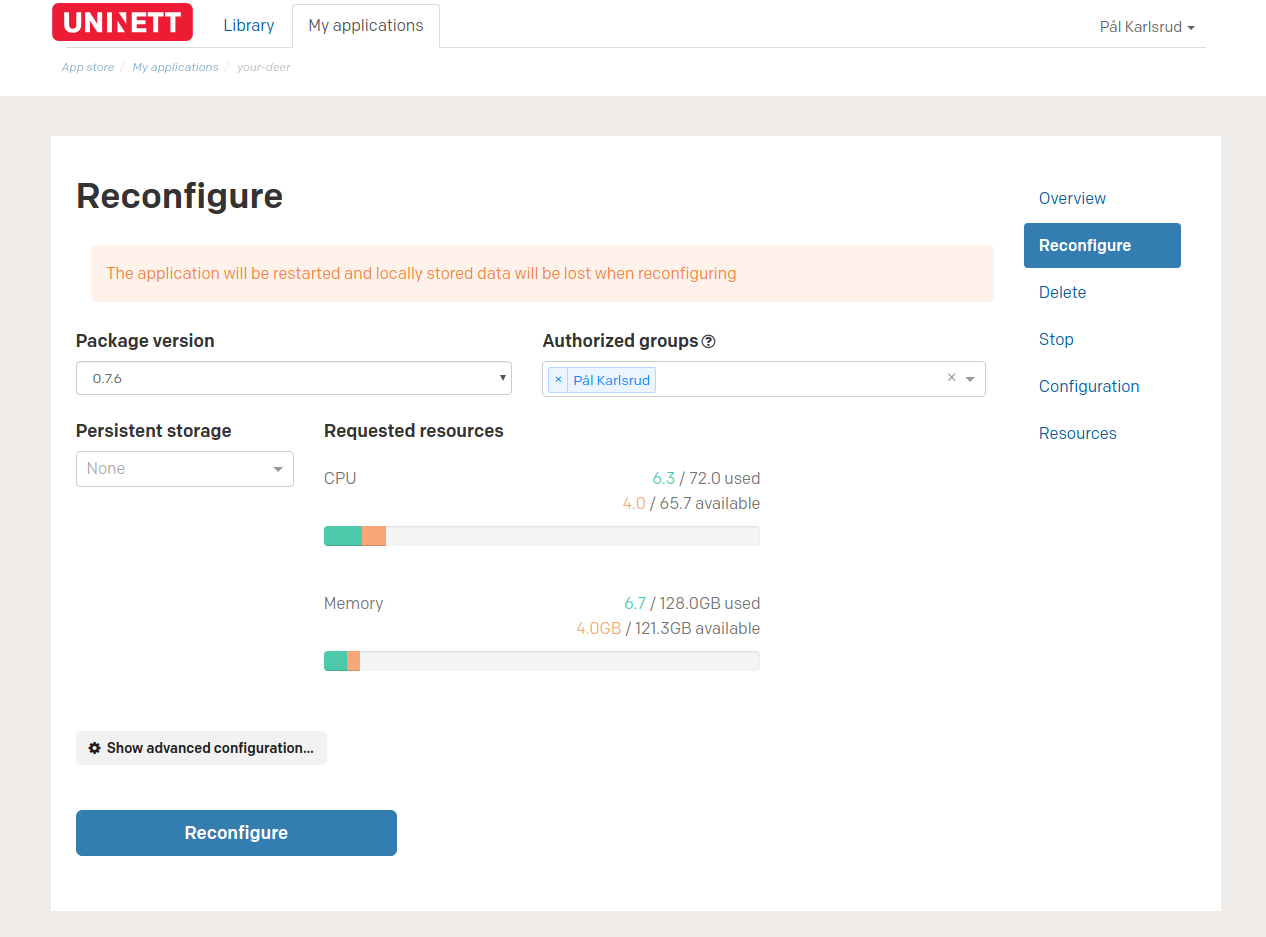 UNINETT Library My applications Pål Karlsrud
App store / My applications / your-deer
Reconfigure
The application will be restarted and locally stored data will be lost when reconfiguring
Overview
Reconfigure
Delete
Stop
Configuration
Resources
Package version
0.7.6
Authorized groups
× Pål Karlsrud ×
Persistent storage
None
Requested resources
CPU 6.3 / 72.0 used
4.0 / 65.7 available
Memory 6.7 / 128.0GB used
4.0GB / 121.3GB available
Show advanced configuration...
Reconfigure